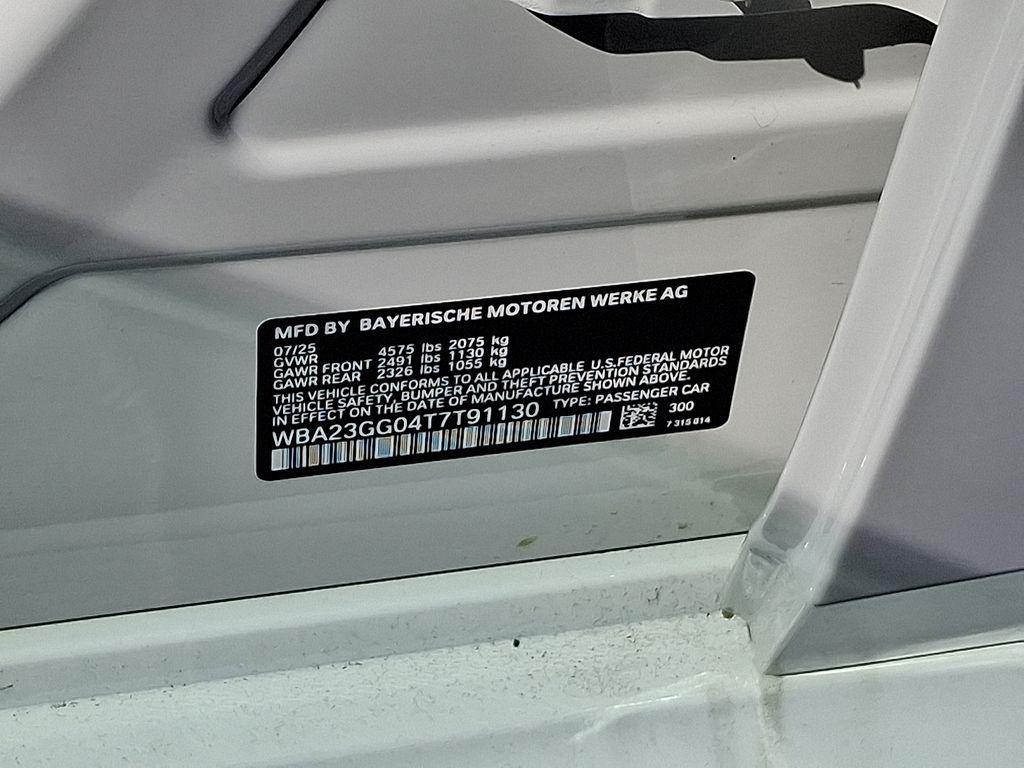 MFD BY BAYERISCHE MOTOREN WERKE AG
07/25
GVWR 4575 lbs 2075 kg
GAWR FRONT 2491 lbs 1130 kg
GAWR REAR 2326 lbs 1055 kg
THIS VEHICLE CONFORMS TO ALL APPLICABLE U.S.FEDERAL MOTOR
VEHICLE SAFETY, BUMPER AND THEFT PREVENTION STANDARDS
IN EFFECT ON THE DATE OF MANUFACTURE SHOWN ABOVE.
WBA23GG04T7T91130 TYPE: PASSENGER CAR
300
7 315 014